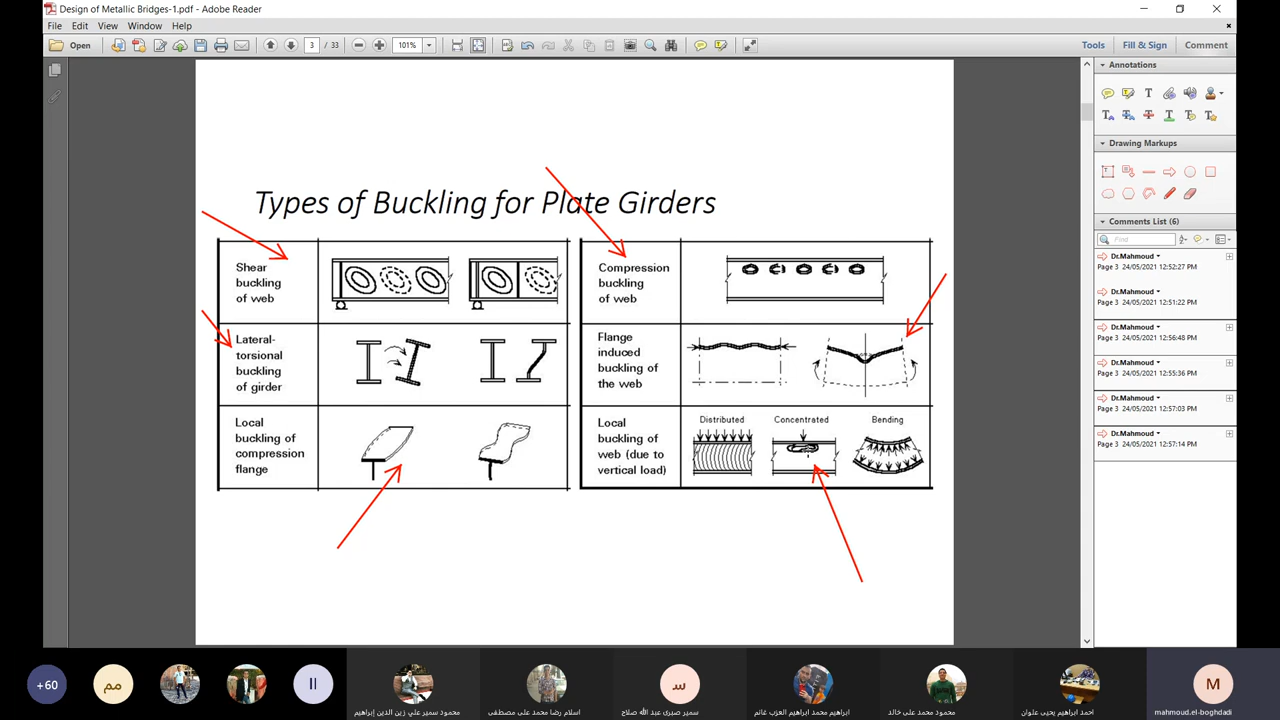 Design of Metallic Bridges-1.pdf - Adobe Reader
File Edit View Window Help
Open 3 / 33 101% Tools Fill & Sign Comment
Annotations
Drawing Markups
Comments List (6)
Find
Dr.Mahmoud
Page 3 24/05/2021 12:52:27 PM
Dr.Mahmoud
Page 3 24/05/2021 12:51:22 PM
Dr.Mahmoud
Page 3 24/05/2021 12:56:48 PM
Dr.Mahmoud
Page 3 24/05/2021 12:55:36 PM
Dr.Mahmoud
Page 3 24/05/2021 12:57:03 PM
Dr.Mahmoud
Page 3 24/05/2021 12:57:14 PM
Types of Buckling for Plate Girders
Shear
buckling
of web
Lateral-
torsional
buckling
of girder
Local
buckling of
compression
flange
Compression
buckling
of web
Flange
induced
buckling of
the web
Local
buckling of
web (due to
vertical load)
Distributed Concentrated Bending
+60
مم
اا
س
M
محمود سمير علي زين الدين إبراهيم
اسلام رضا محمد على مصطفى
سمير صبرى عبد الله صلاح
ابراهيم محمد ابراهيم العزب غانم
محمود محمد على خالد
احمد ابراهيم يحيى علوان
mahmoud.el-boghdadi